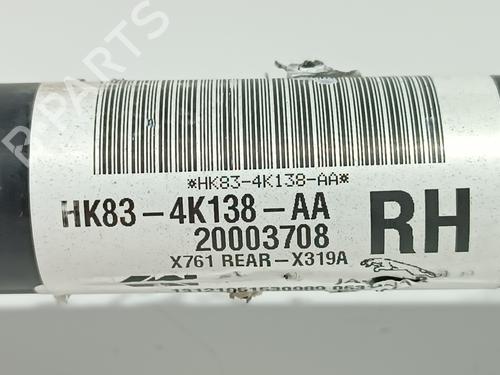 *HK83-4K138-AA*
HK83-4K138-AA
RH
20003708
X761 REAR-X319A
B-PARTS